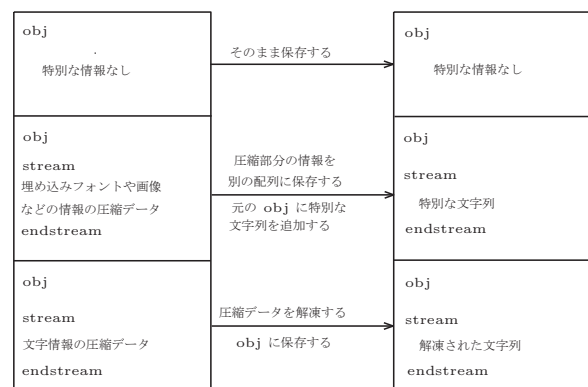 obj
特別な情報なし
obj
stream
埋め込みフォントや画像
などの情報の圧縮データ
endstream
obj
stream
文字情報の圧縮データ
endstream
そのまま保存する
圧縮部分の情報を
別の配列に保存する
元の obj に特別な
文字列を追加する
圧縮データを解凍する
obj に保存する
obj
特別な情報なし
obj
stream
特別な文字列
endstream
obj
stream
解凍された文字列
endstream